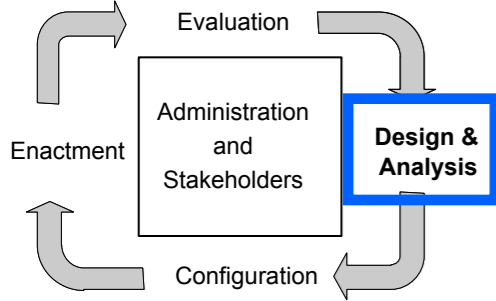 Evaluation
Administration
and
Stakeholders
Design &
Analysis
Enactment
Configuration